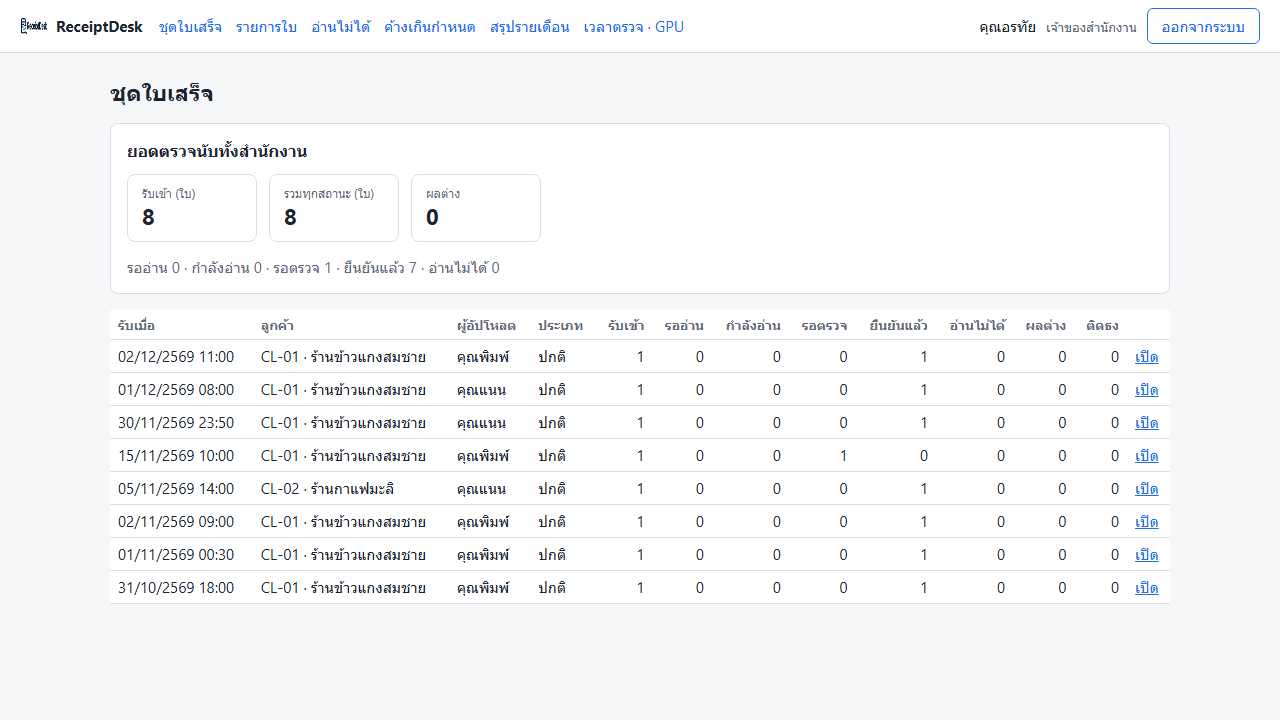 ReceiptDesk ชุดใบเสร็จ รายการใบ อ่านไม่ได้ ค้างเกินกำหนด สรุปรายเดือน เวลาตรวจ · GPU คุณอรทัย เจ้าของสำนักงาน ออกจากระบบ
ชุดใบเสร็จ
ยอดตรวจนับทั้งสำนักงาน
รับเข้า (ใบ) รวมทุกสถานะ (ใบ) ผลต่าง
8 8 0
รออ่าน 0 · กำลังอ่าน 0 · รอตรวจ 1 · ยืนยันแล้ว 7 · อ่านไม่ได้ 0
รับเมื่อ ลูกค้า ผู้อัปโหลด ประเภท รับเข้า รออ่าน กำลังอ่าน รอตรวจ ยืนยันแล้ว อ่านไม่ได้ ผลต่าง ติดธง
02/12/2569 11:00 CL-01 · ร้านข้าวแกงสมชาย คุณพิมพ์ ปกติ 1 0 0 0 1 0 0 0 เปิด
01/12/2569 08:00 CL-01 · ร้านข้าวแกงสมชาย คุณแนน ปกติ 1 0 0 0 1 0 0 0 เปิด
30/11/2569 23:50 CL-01 · ร้านข้าวแกงสมชาย คุณแนน ปกติ 1 0 0 0 1 0 0 0 เปิด
15/11/2569 10:00 CL-01 · ร้านข้าวแกงสมชาย คุณพิมพ์ ปกติ 1 0 0 1 0 0 0 0 เปิด
05/11/2569 14:00 CL-02 · ร้านกาแฟมะลิ คุณแนน ปกติ 1 0 0 0 1 0 0 0 เปิด
02/11/2569 09:00 CL-01 · ร้านข้าวแกงสมชาย คุณพิมพ์ ปกติ 1 0 0 0 1 0 0 0 เปิด
01/11/2569 00:30 CL-01 · ร้านข้าวแกงสมชาย คุณพิมพ์ ปกติ 1 0 0 0 1 0 0 0 เปิด
31/10/2569 18:00 CL-01 · ร้านข้าวแกงสมชาย คุณพิมพ์ ปกติ 1 0 0 0 1 0 0 0 เปิด